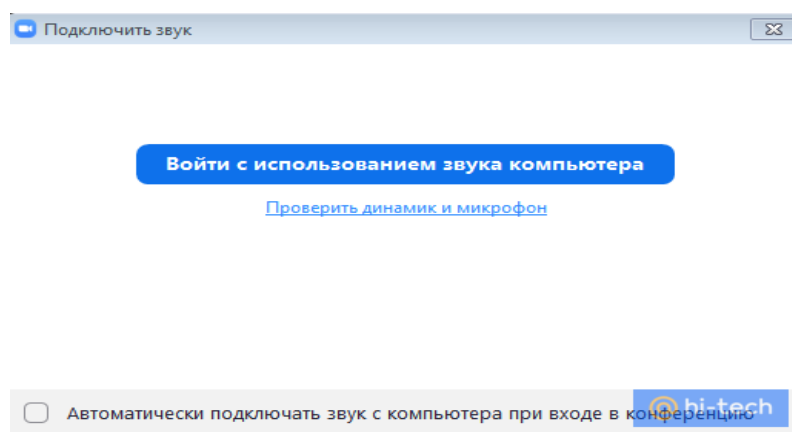 Подключить звук
Войти с использованием звука компьютера
Проверить динамик и микрофон
Автоматически подключать звук с компьютера при входе в конференцию
hi-tech